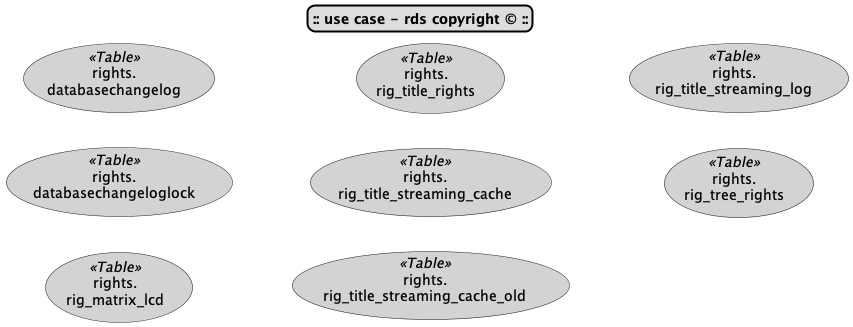 :: use case - rds copyright © ::
«Table»
rights.
databasechangelog
«Table»
rights.
rig_title_rights
«Table»
rights.
rig_title_streaming_log
«Table»
rights.
databasechangeloglock
«Table»
rights.
rig_title_streaming_cache
«Table»
rights.
rig_tree_rights
«Table»
rights.
rig_matrix_lcd
«Table»
rights.
rig_title_streaming_cache_old